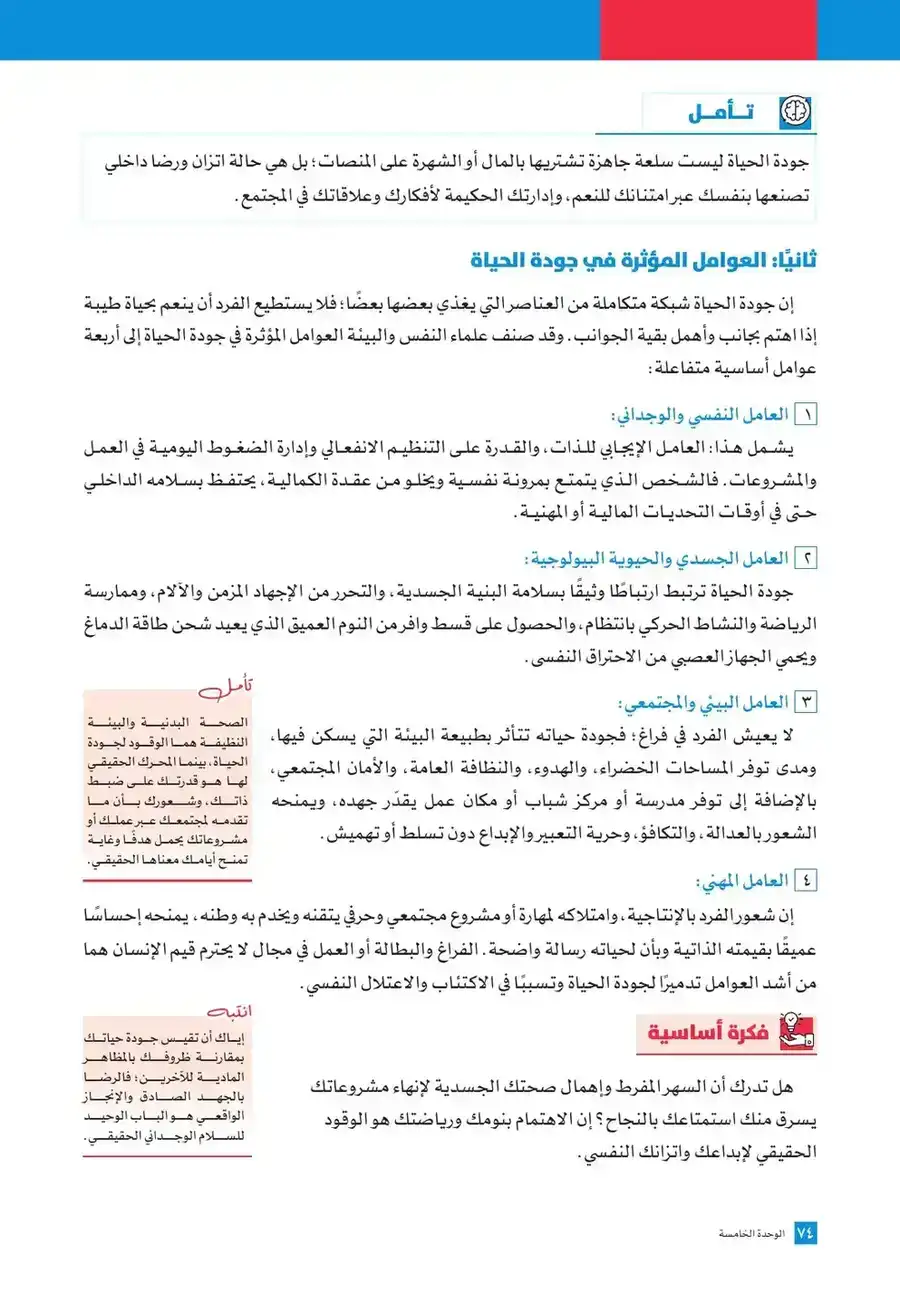 تــأمــل
جودة الحياة ليست سلعة جاهزة تشتريها بالمال أو الشهرة على المنصات؛ بل هي حالة اتزان ورضا داخلي
تصنعها بنفسك عبر امتنانك للنعم، وإدارتك الحكيمة لأفكارك وعلاقاتك في المجتمع.
ثانيًا: العوامل المؤثرة في جودة الحياة
إن جودة الحياة شبكة متكاملة من العناصر التي يغذي بعضها بعضًا؛ فلا يستطيع الفرد أن ينعم بحياة طيبة
إذا اهتم بجانب وأهمل بقية الجوانب. وقد صنف علماء النفس والبيئة العوامل المؤثرة في جودة الحياة إلى أربعة
عوامل أساسية متفاعلة:
١ العامل النفسي والوجداني:
يشمل هذا: العامل الإيجابي للذات، والقدرة على التنظيم الانفعالي وإدارة الضغوط اليومية في العمل
والمشروعات. فالشخص الذي يتمتع بمرونة نفسية ويخلو من عقدة الكمالية، يحتفظ بسلامه الداخلي
حتى في أوقات التحديات المالية أو المهنية.
٢ العامل الجسدي والحيوية البيولوجية:
جودة الحياة ترتبط ارتباطًا وثيقًا بسلامة البنية الجسدية، والتحرر من الإجهاد المزمن والآلام، وممارسة
الرياضة والنشاط الحركي بانتظام، والحصول على قسط وافر من النوم العميق الذي يعيد شحن طاقة الدماغ
ويحمي الجهاز العصبي من الاحتراق النفسى.
٣ العامل البيئي والمجتمعي:
لا يعيش الفرد في فراغ؛ فجودة حياته تتأثر بطبيعة البيئة التي يسكن فيها،
ومدى توفر المساحات الخضراء، والهدوء، والنظافة العامة، والأمان المجتمعي،
بالإضافة إلى توفر مدرسة أو مركز شباب أو مكان عمل يقدّر جهده، ويمنحه
الشعور بالعدالة، والتكافؤ، وحرية التعبير والإبداع دون تسلط أو تهميش.
تأمل
الصحة البدنية والبيئة
النظيفة هما الوقود لجودة
الحياة، بينما المحرك الحقيقي
لها هو قدرتك على ضبط
ذاتك، وشعورك بأن ما
تقدمه لمجتمعك عبر عملك أو
مشروعاتك يحمل هدفًا وغاية
تمنح أيامك معناها الحقيقي.
٤ العامل المهني:
إن شعور الفرد بالإنتاجية، وامتلاكه لمهارة أو مشروع مجتمعي وحرفي يتقنه ويخدم به وطنه، يمنحه إحساسًا
عميقًا بقيمته الذاتية وبأن لحياته رسالة واضحة. الفراغ والبطالة أو العمل في مجال لا يحترم قيم الإنسان هما
من أشد العوامل تدميرًا لجودة الحياة وتسببًا في الاكتئاب والاعتلال النفسي.
فكرة أساسية
هل تدرك أن السهر المفرط وإهمال صحتك الجسدية لإنهاء مشروعاتك
يسرق منك استمتاعك بالنجاح؟ إن الاهتمام بنومك ورياضتك هو الوقود
الحقيقي لإبداعك واتزانك النفسي.
انتبه
إياك أن تقيس جودة حياتك
بمقارنة ظروفك بالمظاهر
المادية للآخرين؛ فالرضا
بالجهد الصادق والإنجاز
الواقعي هو الباب الوحيد
للسلام الوجداني الحقيقي.
٧٤ الوحدة الخامسة